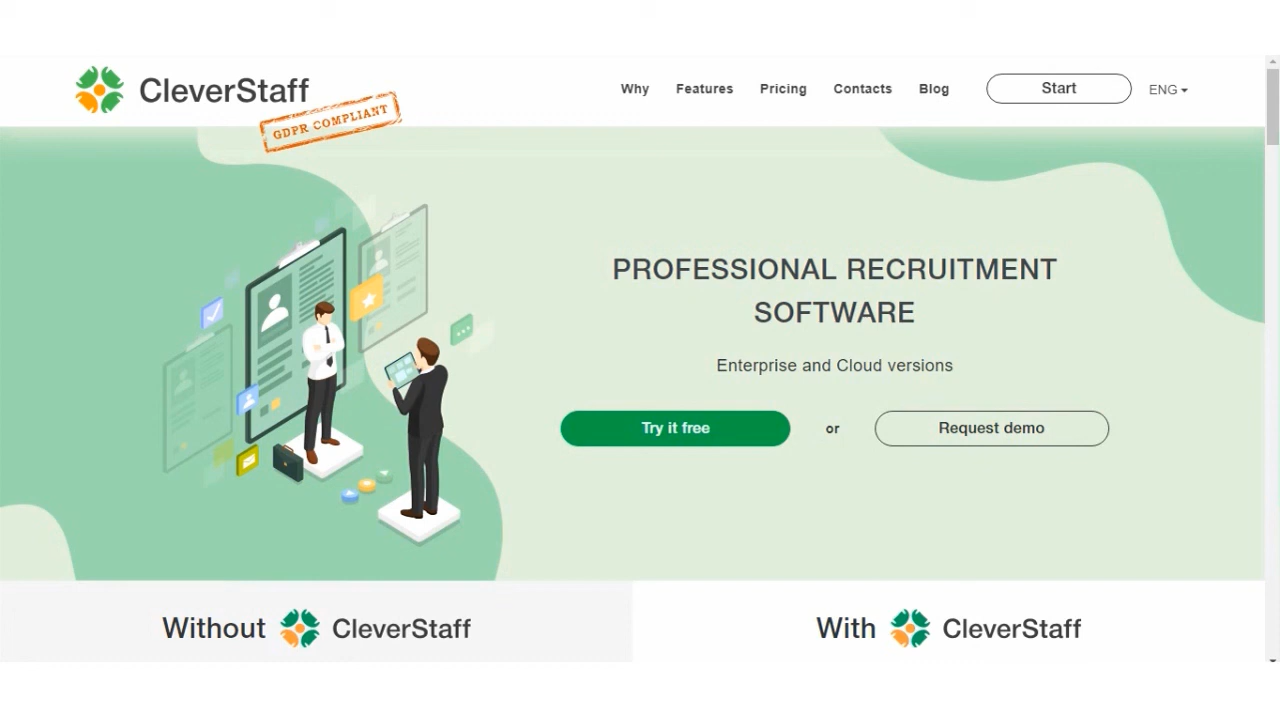 CleverStaff
GDPR COMPLIANT
Why Features Pricing Contacts Blog Start ENG
PROFESSIONAL RECRUITMENT
SOFTWARE
Enterprise and Cloud versions
Try it free or Request demo
Without CleverStaff
With CleverStaff